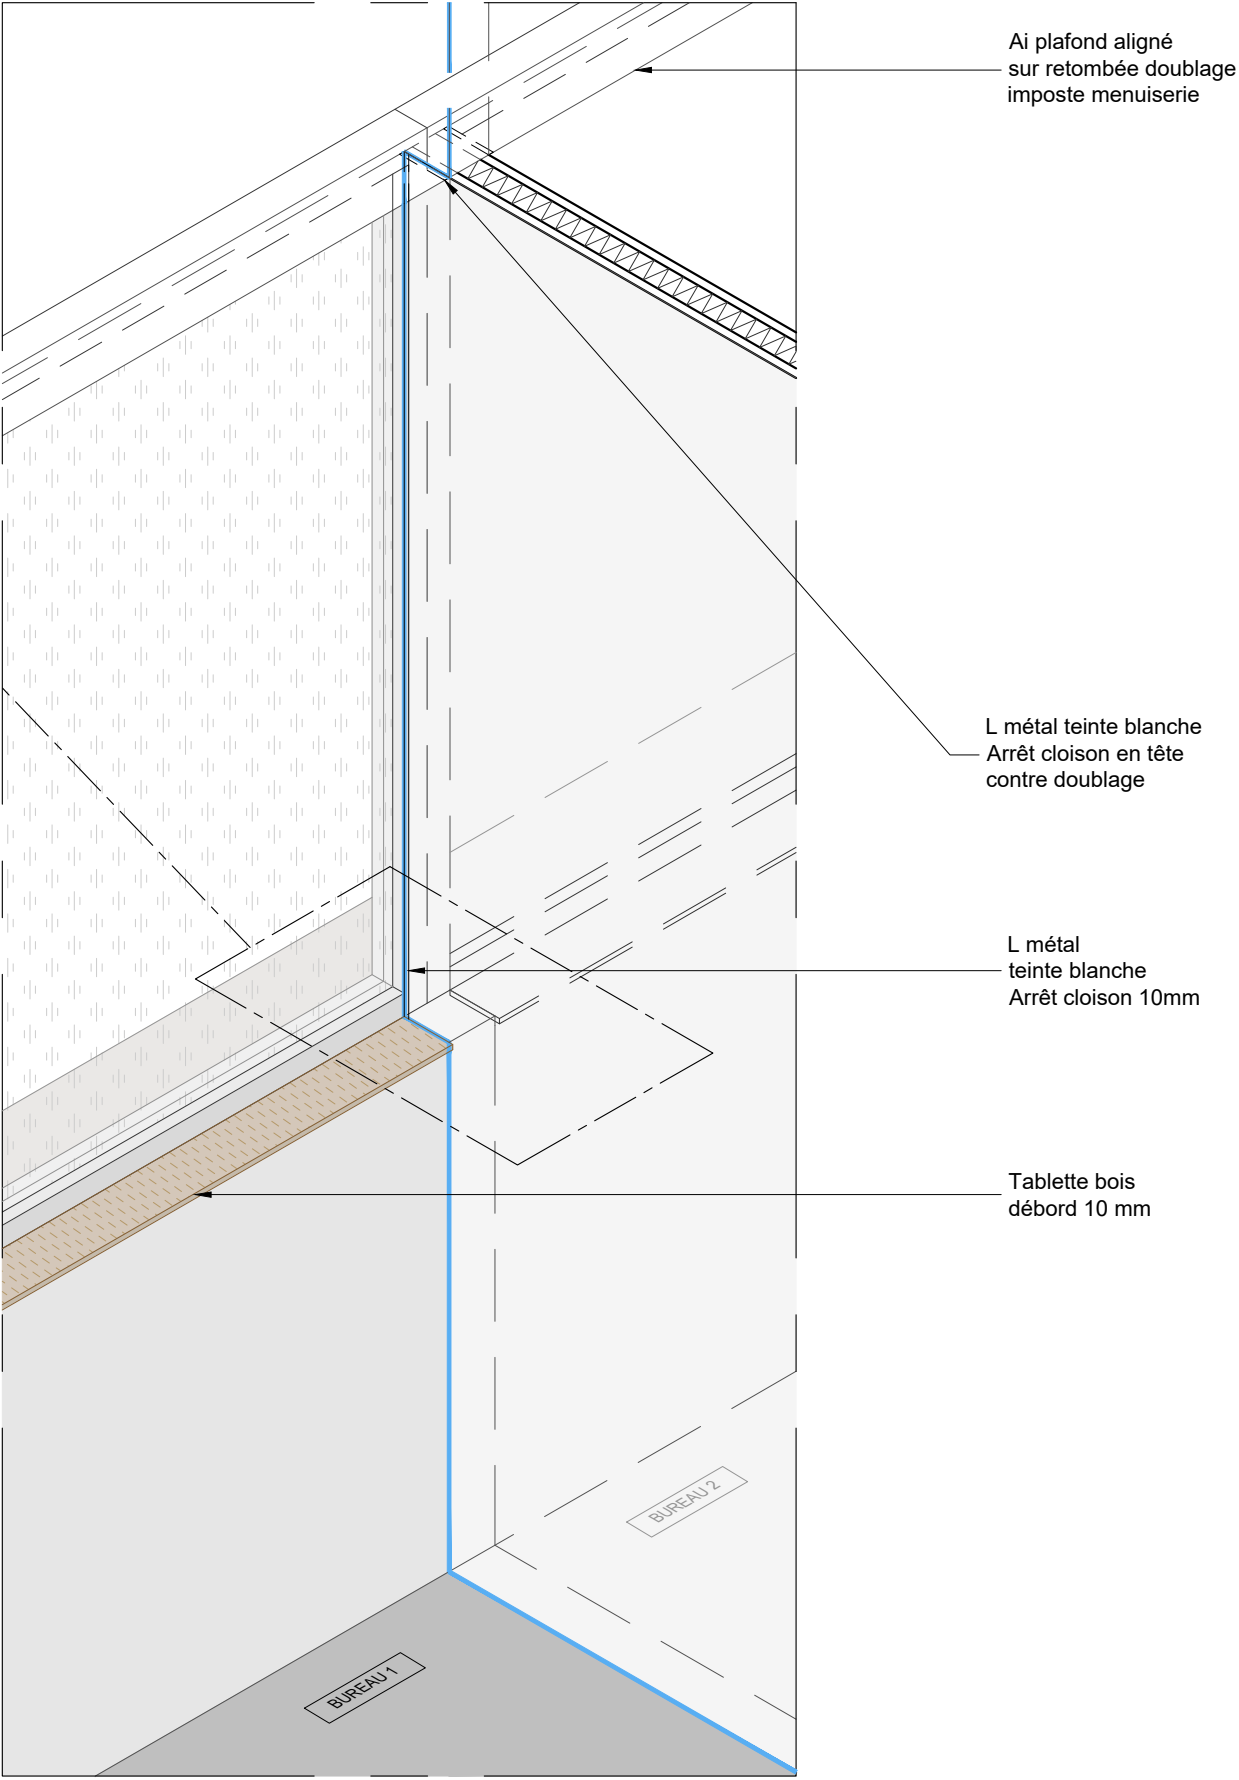 Ai plafond aligné
sur retombée doublage
imposte menuiserie
L métal teinte blanche
Arrêt cloison en tête
contre doublage
L métal
teinte blanche
Arrêt cloison 10mm
Tablette bois
débord 10 mm
BUREAU 2
BUREAU 1